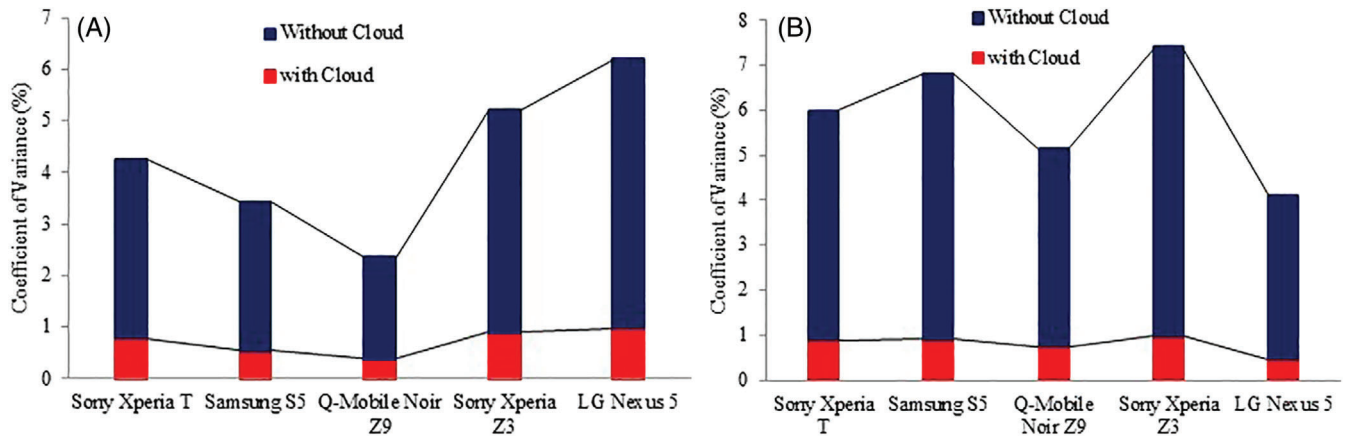 (A)
Without Cloud
with Cloud
Coefficient of Variance (%)
7
6
5
4
3
2
1
0
Sony Xperia T
Samsung S5
Q-Mobile Noir
Z9
Sony Xperia
Z3
LG Nexus 5
(B)
Without Cloud
with Cloud
Coefficient of Variance (%)
8
7
6
5
4
3
2
1
0
Sony Xperia
T
Samsung S5
Q-Mobile
Noir Z9
Sony Xperia
Z3
LG Nexus 5